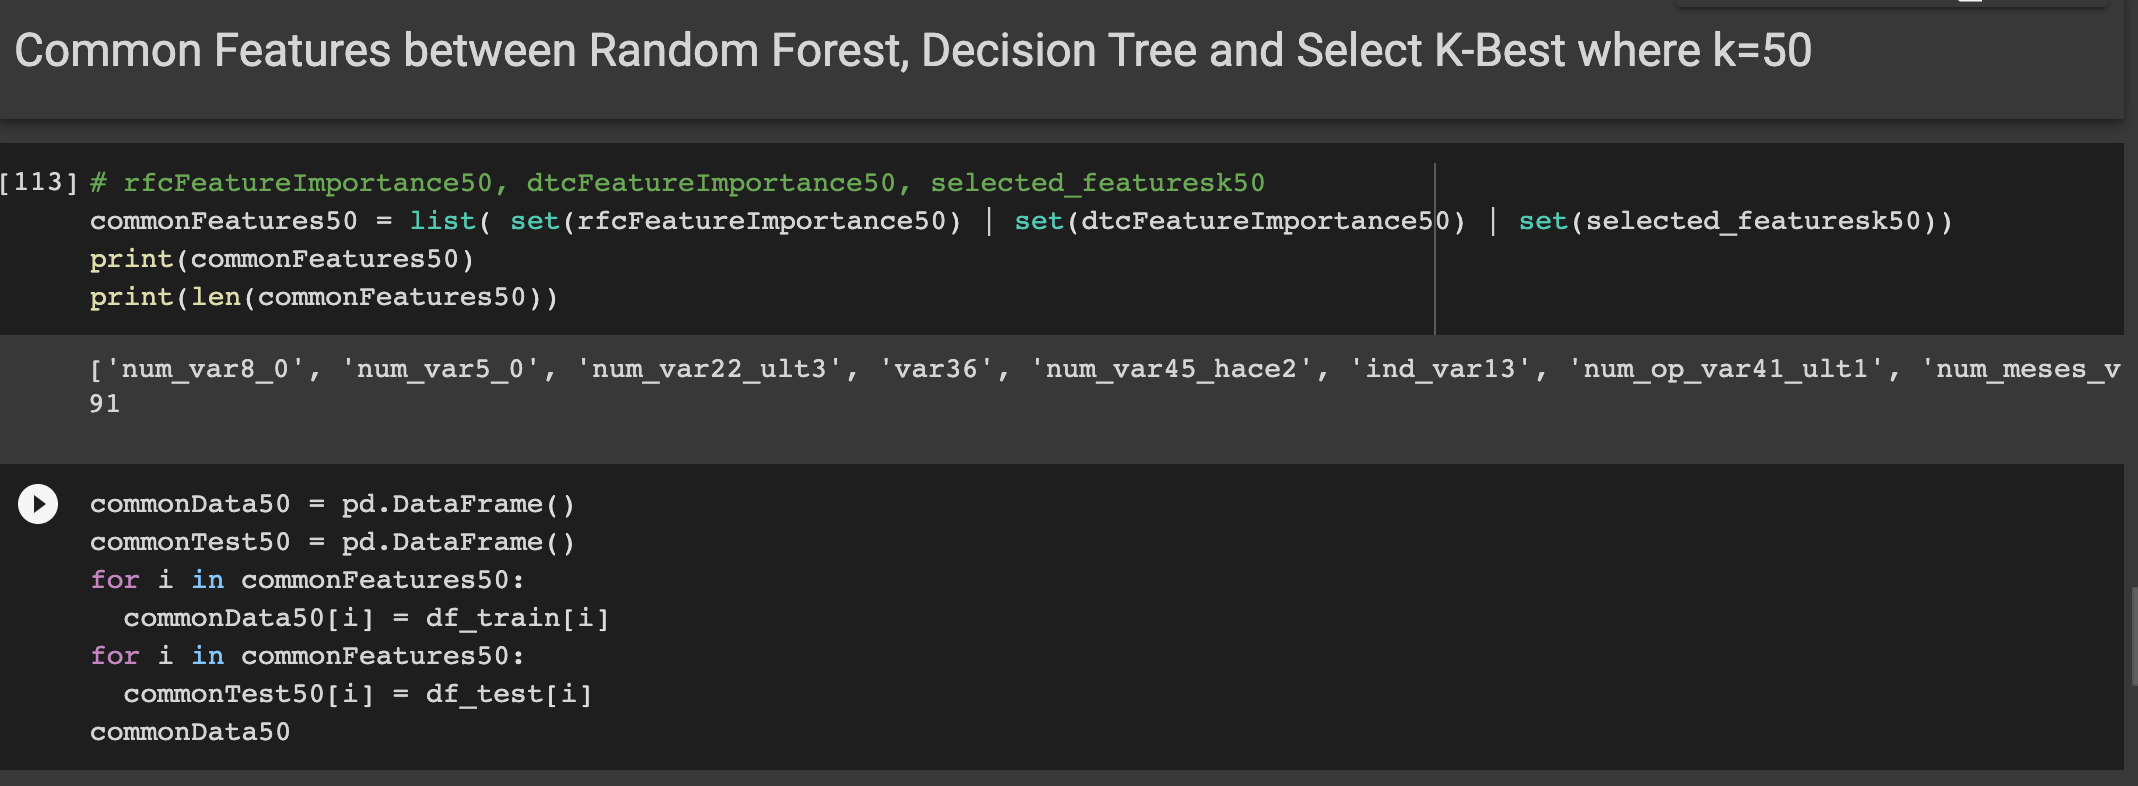 Common Features between Random Forest, Decision Tree and Select K-Best where k=50
[113] # rfcFeatureImportance50, dtcFeatureImportance50, selected_featuresk50
commonFeatures50 = list( set(rfcFeatureImportance50) | set(dtcFeatureImportance50) | set(selected_featuresk50))
print(commonFeatures50)
print(len(commonFeatures50))
['num_var8_0', 'num_var5_0', 'num_var22_ult3', 'var36', 'num_var45_hace2', 'ind_var13', 'num_op_var41_ult1', 'num_meses_v
91
commonData50 = pd.DataFrame()
commonTest50 = pd.DataFrame()
for i in commonFeatures50:
  commonData50[i] = df_train[i]
for i in commonFeatures50:
  commonTest50[i] = df_test[i]
commonData50